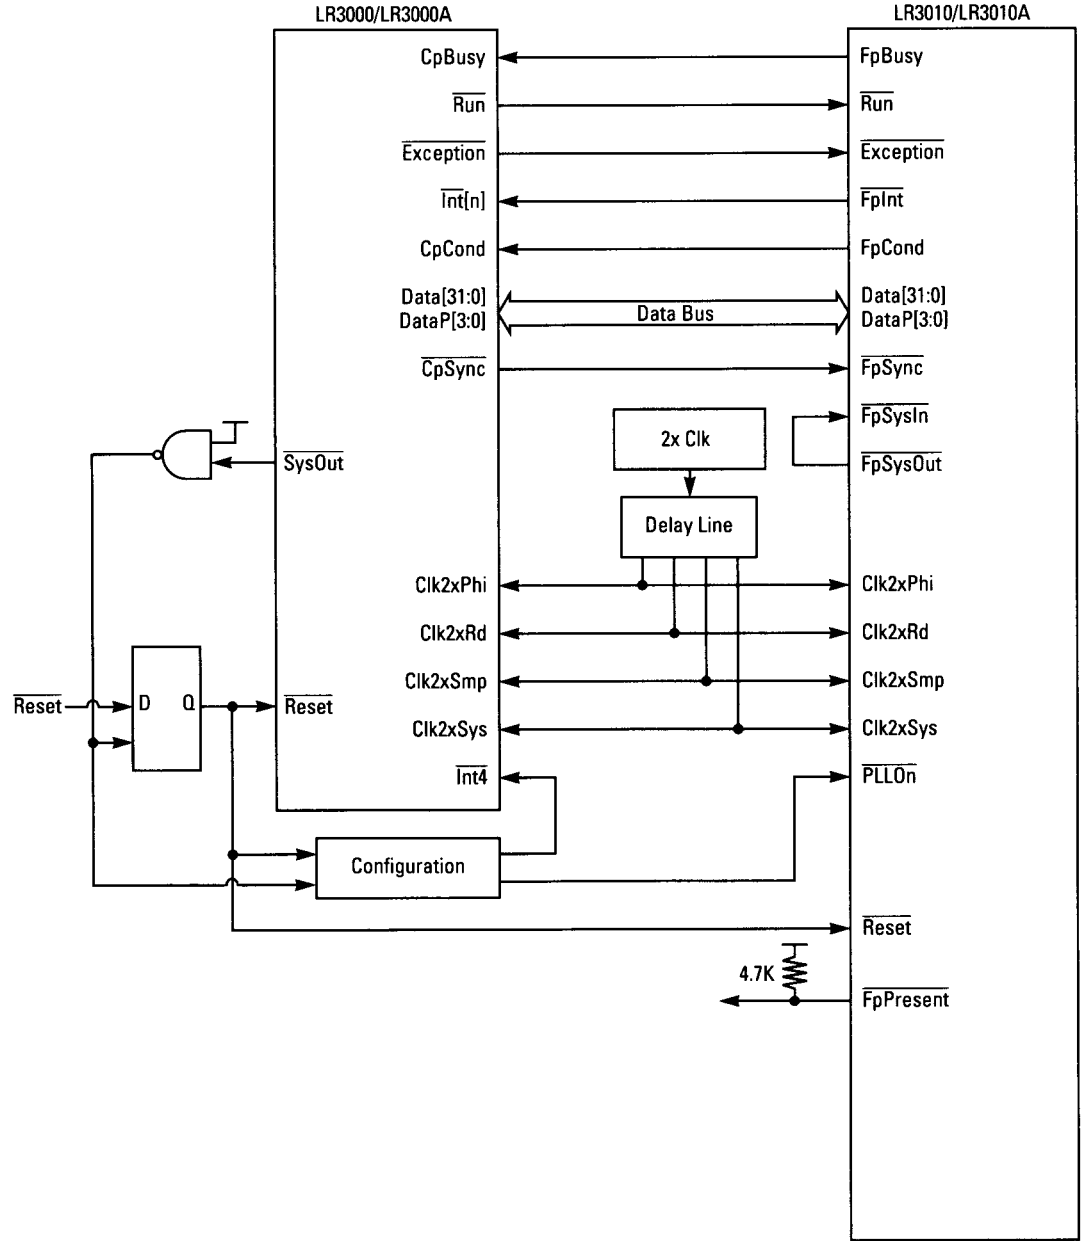 LR3000/LR3000A
LR3010/LR3010A
CpBusy
FpBusy
Run
Run
Exception
Exception
Int[n]
FpInt
CpCond
FpCond
Data[31:0]
DataP[3:0]
Data Bus
Data[31:0]
DataP[3:0]
CpSync
FpSync
FpSysIn
2x Clk
SysOut
FpSysOut
Delay Line
Clk2xPhi
Clk2xPhi
Clk2xRd
Clk2xRd
Clk2xSmp
Clk2xSmp
Reset
D
Q
Reset
Clk2xSys
Clk2xSys
Int4
PLLOn
Configuration
Reset
4.7K
FpPresent